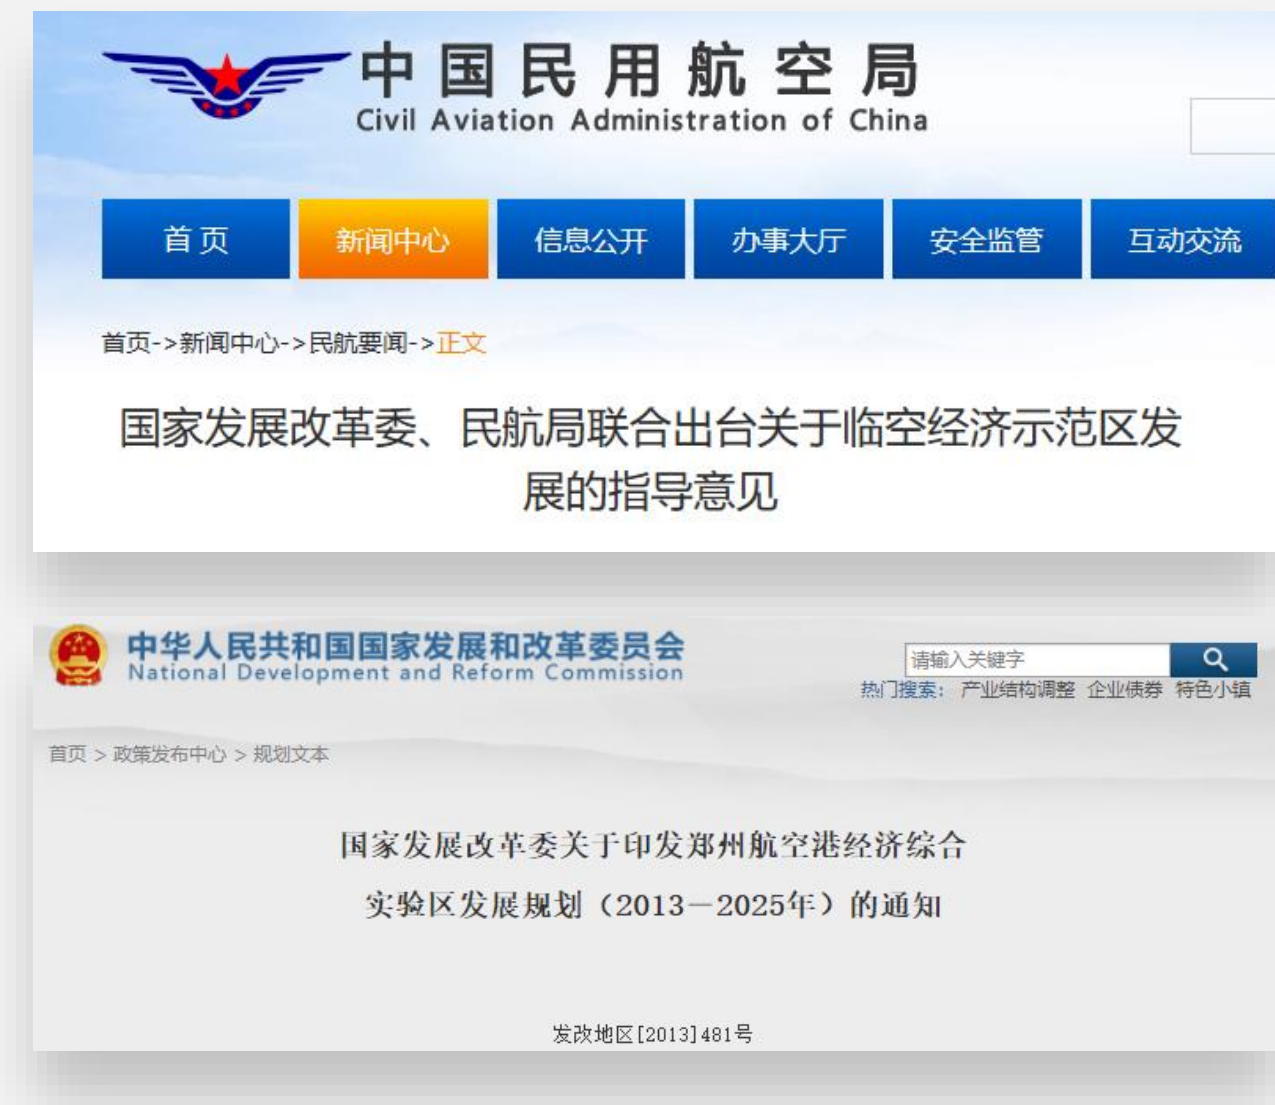 中国民用航空局
Civil Aviation Administration of China
首页 新闻中心 信息公开 办事大厅 安全监管 互动交流
首页->新闻中心->民航要闻->正文
国家发展改革委、民航局联合出台关于临空经济示范区发
展的指导意见
中华人民共和国国家发展和改革委员会
National Development and Reform Commission
请输入关键字
热门搜索： 产业结构调整 企业债券 特色小镇
首页 > 政策发布中心 > 规划文本
国家发展改革委关于印发郑州航空港经济综合
实验区发展规划（2013－2025年）的通知
发改地区[2013]481号